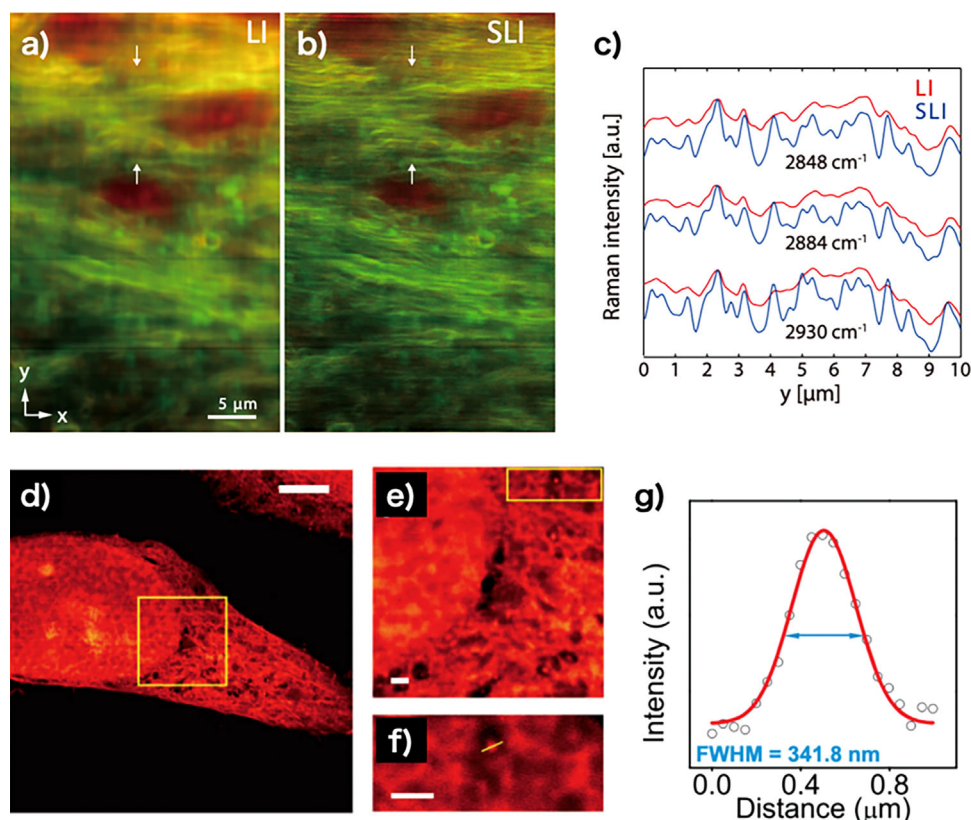 a)
LI
b)
SLI
y
x
5 µm
c)
LI
SLI
2848 cm⁻¹
2884 cm⁻¹
2930 cm⁻¹
Raman intensity [a.u.]
0 1 2 3 4 5 6 7 8 9 10
y [µm]
d)
e)
f)
g)
Intensity (a.u.)
FWHM = 341.8 nm
0.0 0.4 0.8
Distance (µm)